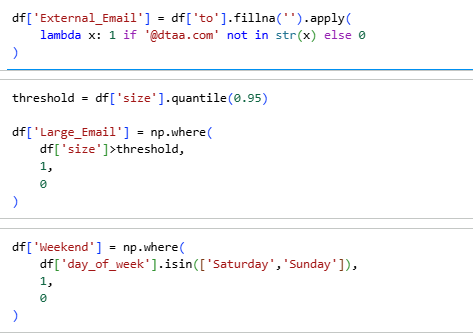 df['External_Email'] = df['to'].fillna('').apply(
    lambda x: 1 if '@dtaa.com' not in str(x) else 0
)
threshold = df['size'].quantile(0.95)
df['Large_Email'] = np.where(
    df['size']>threshold,
    1,
    0
)
df['Weekend'] = np.where(
    df['day_of_week'].isin(['Saturday','Sunday']),
    1,
    0
)